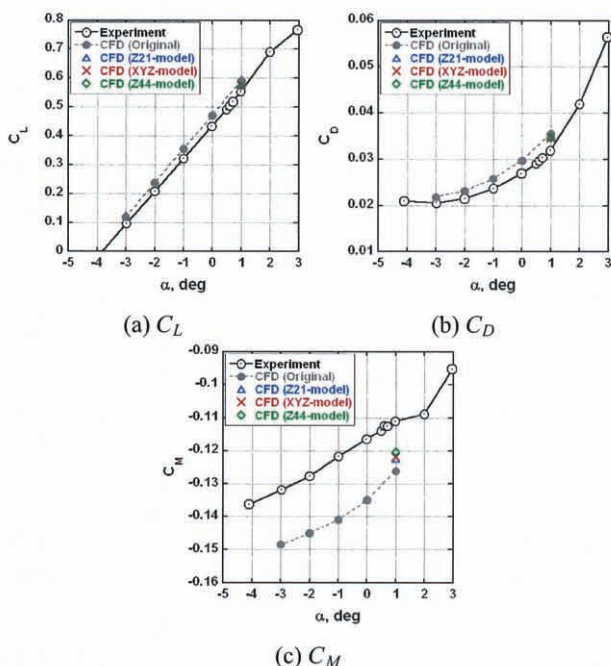 0.8
0.7
0.6
0.5
0.4
0.3
0.2
0.1
0
C_L
Experiment
CFD (Original)
CFD (Z21-model)
CFD (XYZ-model)
CFD (Z44-model)
-5 -4 -3 -2 -1 0 1 2 3
α, deg
(a) C_L
0.06
0.05
0.04
0.03
0.02
0.01
C_D
Experiment
CFD (Original)
CFD (Z21-model)
CFD (XYZ-model)
CFD (Z44-model)
-5 -4 -3 -2 -1 0 1 2 3
α, deg
(b) C_D
-0.09
-0.1
-0.11
-0.12
-0.13
-0.14
-0.15
-0.16
C_M
Experiment
CFD (Original)
CFD (Z21-model)
CFD (XYZ-model)
CFD (Z44-model)
-5 -4 -3 -2 -1 0 1 2 3
α, deg
(c) C_M